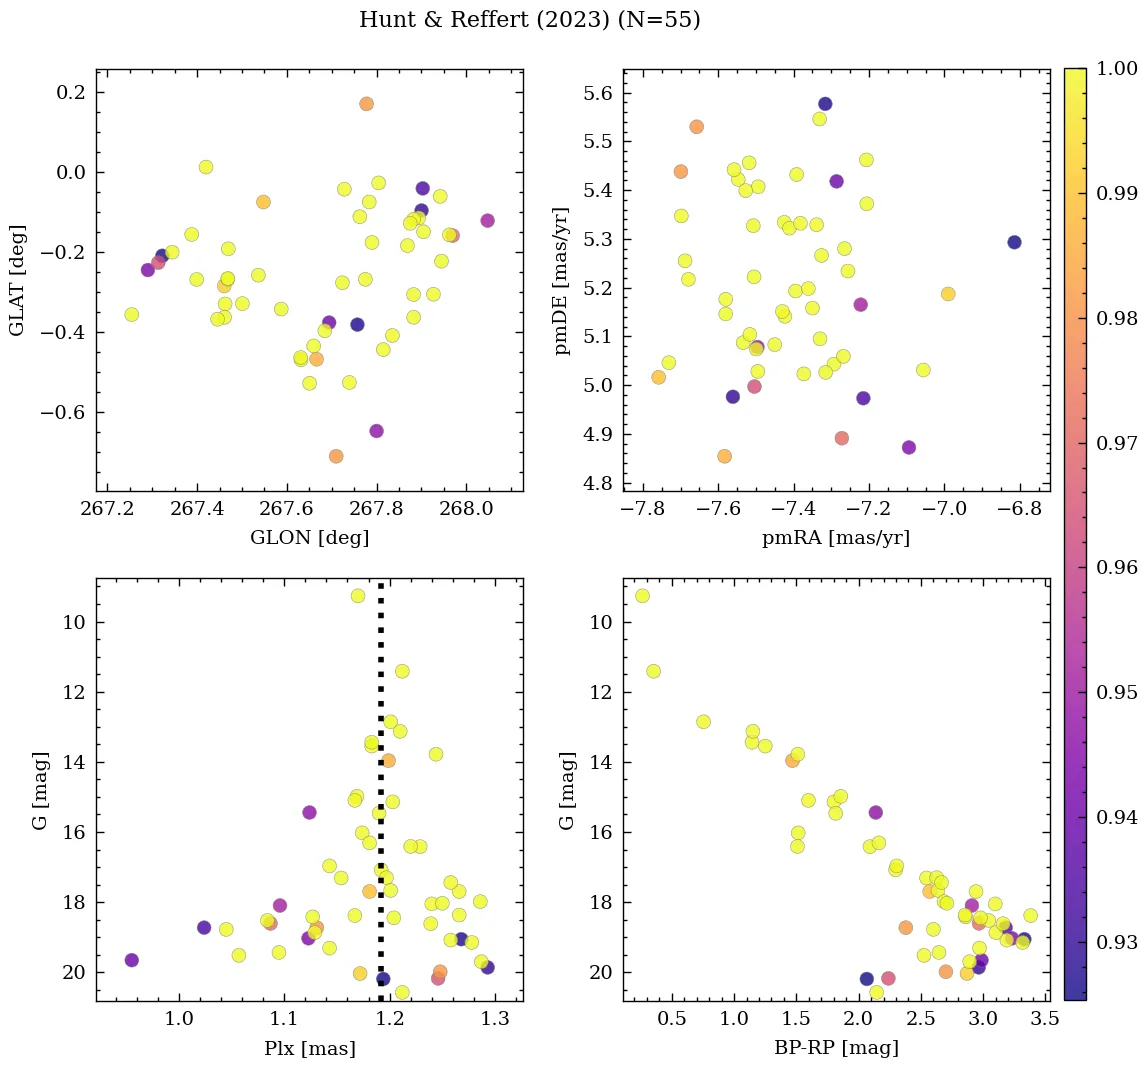 Hunt & Reffert (2023) (N=55)
0.2
0.0
−0.2
−0.4
−0.6
GLAT [deg]
267.2 267.4 267.6 267.8 268.0
GLON [deg]
5.6
5.5
5.4
5.3
5.2
5.1
5.0
4.9
4.8
pmDE [mas/yr]
−7.8 −7.6 −7.4 −7.2 −7.0 −6.8
pmRA [mas/yr]
10
12
14
16
18
20
G [mag]
1.0 1.1 1.2 1.3
Plx [mas]
10
12
14
16
18
20
G [mag]
0.5 1.0 1.5 2.0 2.5 3.0 3.5
BP-RP [mag]
1.00
0.99
0.98
0.97
0.96
0.95
0.94
0.93